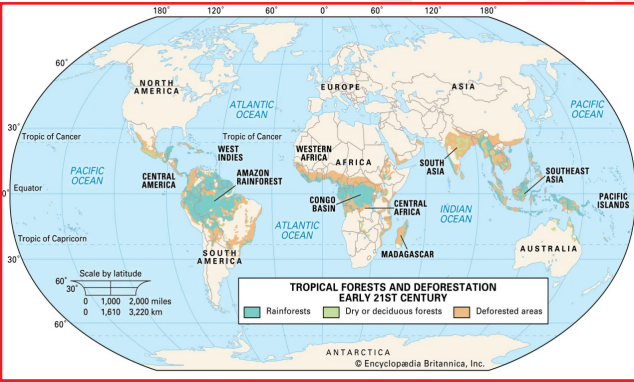 180° 120° 60° 0° 60° 120° 180°
60°
NORTH
AMERICA
EUROPE
ASIA
ATLANTIC
OCEAN
PACIFIC
OCEAN
30°
Tropic of Cancer
Tropic of Cancer
WEST
INDIES
WESTERN
AFRICA
AFRICA
SOUTH
ASIA
PACIFIC
OCEAN
CENTRAL
AMERICA
AMAZON
RAINFOREST
SOUTHEAST
ASIA
Equator
0°
0°
CONGO
BASIN
CENTRAL
AFRICA
INDIAN
OCEAN
PACIFIC
ISLANDS
ATLANTIC
OCEAN
Tropic of Capricorn
SOUTH
AMERICA
MADAGASCAR
AUSTRALIA
30°
30°
Scale by latitude
60°
30°
0 1,000 2,000 miles
0 1,610 3,220 km
TROPICAL FORESTS AND DEFORESTATION
EARLY 21ST CENTURY
Rainforests Dry or deciduous forests Deforested areas
60°
ANTARCTICA
© Encyclopædia Britannica, Inc.